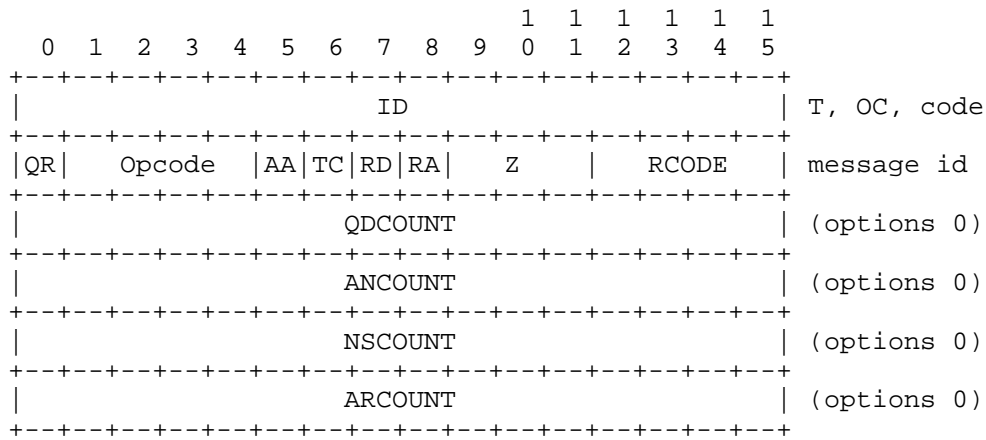 1  1  1  1  1  1
  0  1  2  3  4  5  6  7  8  9  0  1  2  3  4  5
+--+--+--+--+--+--+--+--+--+--+--+--+--+--+--+--+
|                      ID                       | T, OC, code
+--+--+--+--+--+--+--+--+--+--+--+--+--+--+--+--+
|QR|   Opcode  |AA|TC|RD|RA|   Z    |   RCODE   | message id
+--+--+--+--+--+--+--+--+--+--+--+--+--+--+--+--+
|                    QDCOUNT                    | (options 0)
+--+--+--+--+--+--+--+--+--+--+--+--+--+--+--+--+
|                    ANCOUNT                    | (options 0)
+--+--+--+--+--+--+--+--+--+--+--+--+--+--+--+--+
|                    NSCOUNT                    | (options 0)
+--+--+--+--+--+--+--+--+--+--+--+--+--+--+--+--+
|                    ARCOUNT                    | (options 0)
+--+--+--+--+--+--+--+--+--+--+--+--+--+--+--+--+